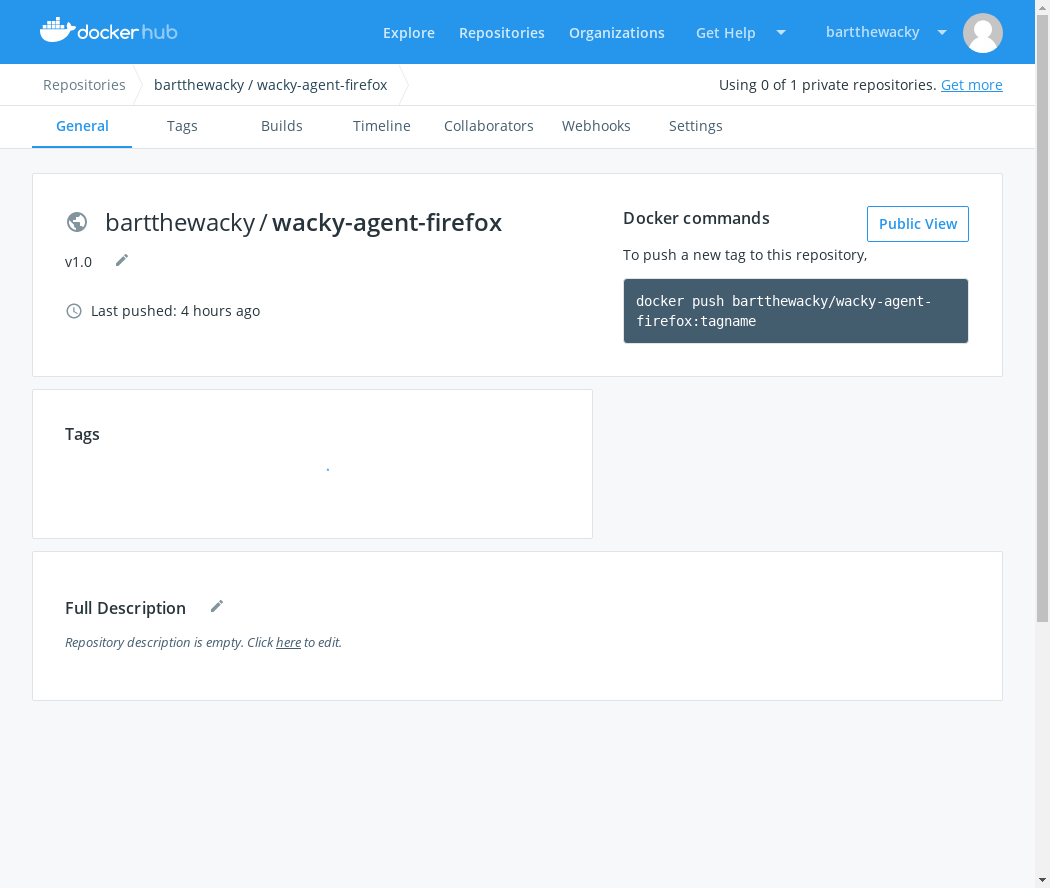 docker hub
Explore Repositories Organizations Get Help bartthewacky
Repositories bartthewacky / wacky-agent-firefox Using 0 of 1 private repositories. Get more
General Tags Builds Timeline Collaborators Webhooks Settings
bartthewacky / wacky-agent-firefox
v1.0
Last pushed: 4 hours ago
Docker commands
Public View
To push a new tag to this repository,
docker push bartthewacky/wacky-agent-
firefox:tagname
Tags
Full Description
Repository description is empty. Click here to edit.